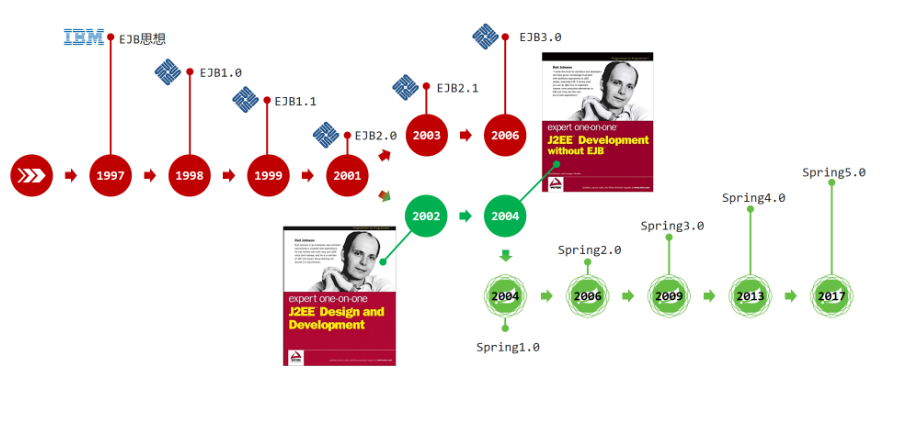 IBM
EJB思想
EJB1.0
EJB1.1
EJB2.0
EJB2.1
EJB3.0
1997
1998
1999
2001
2003
2006
Rod Johnson
expert one-on-one
J2EE Development
without EJB
2002
2004
Rod Johnson
expert one-on-one
J2EE Design and
Development
Spring2.0
Spring3.0
Spring4.0
Spring5.0
2004
2006
2009
2013
2017
Spring1.0